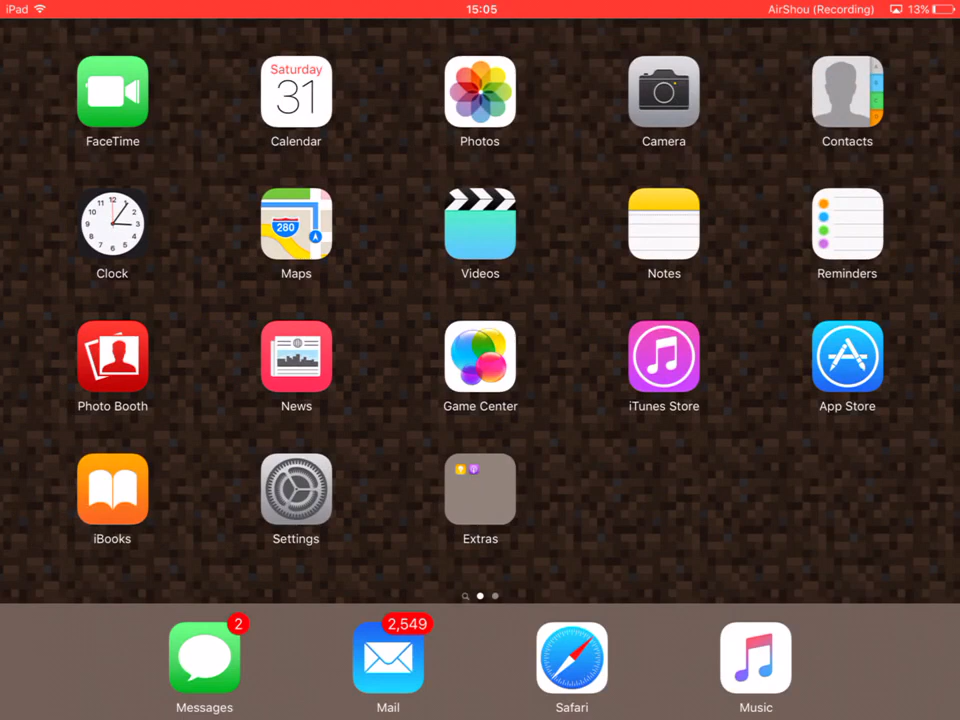 iPad 15:05 AirShou (Recording) 13%
Saturday
31
FaceTime Calendar Photos Camera Contacts
280
Clock Maps Videos Notes Reminders
Photo Booth News Game Center iTunes Store App Store
iBooks Settings Extras
2 2,549
Messages Mail Safari Music